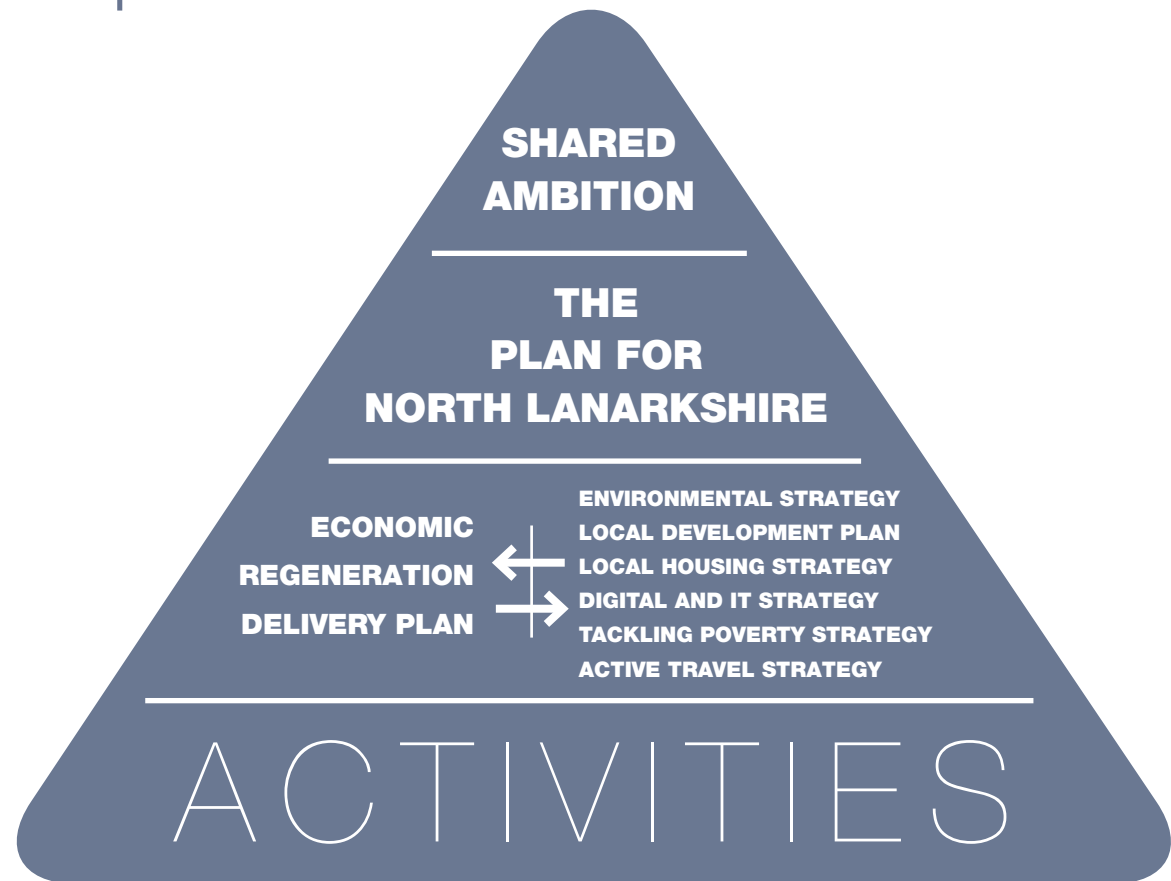 SHARED
AMBITION
THE
PLAN FOR
NORTH LANARKSHIRE
ECONOMIC
REGENERATION
DELIVERY PLAN
ENVIRONMENTAL STRATEGY
LOCAL DEVELOPMENT PLAN
LOCAL HOUSING STRATEGY
DIGITAL AND IT STRATEGY
TACKLING POVERTY STRATEGY
ACTIVE TRAVEL STRATEGY
ACTIVITIES